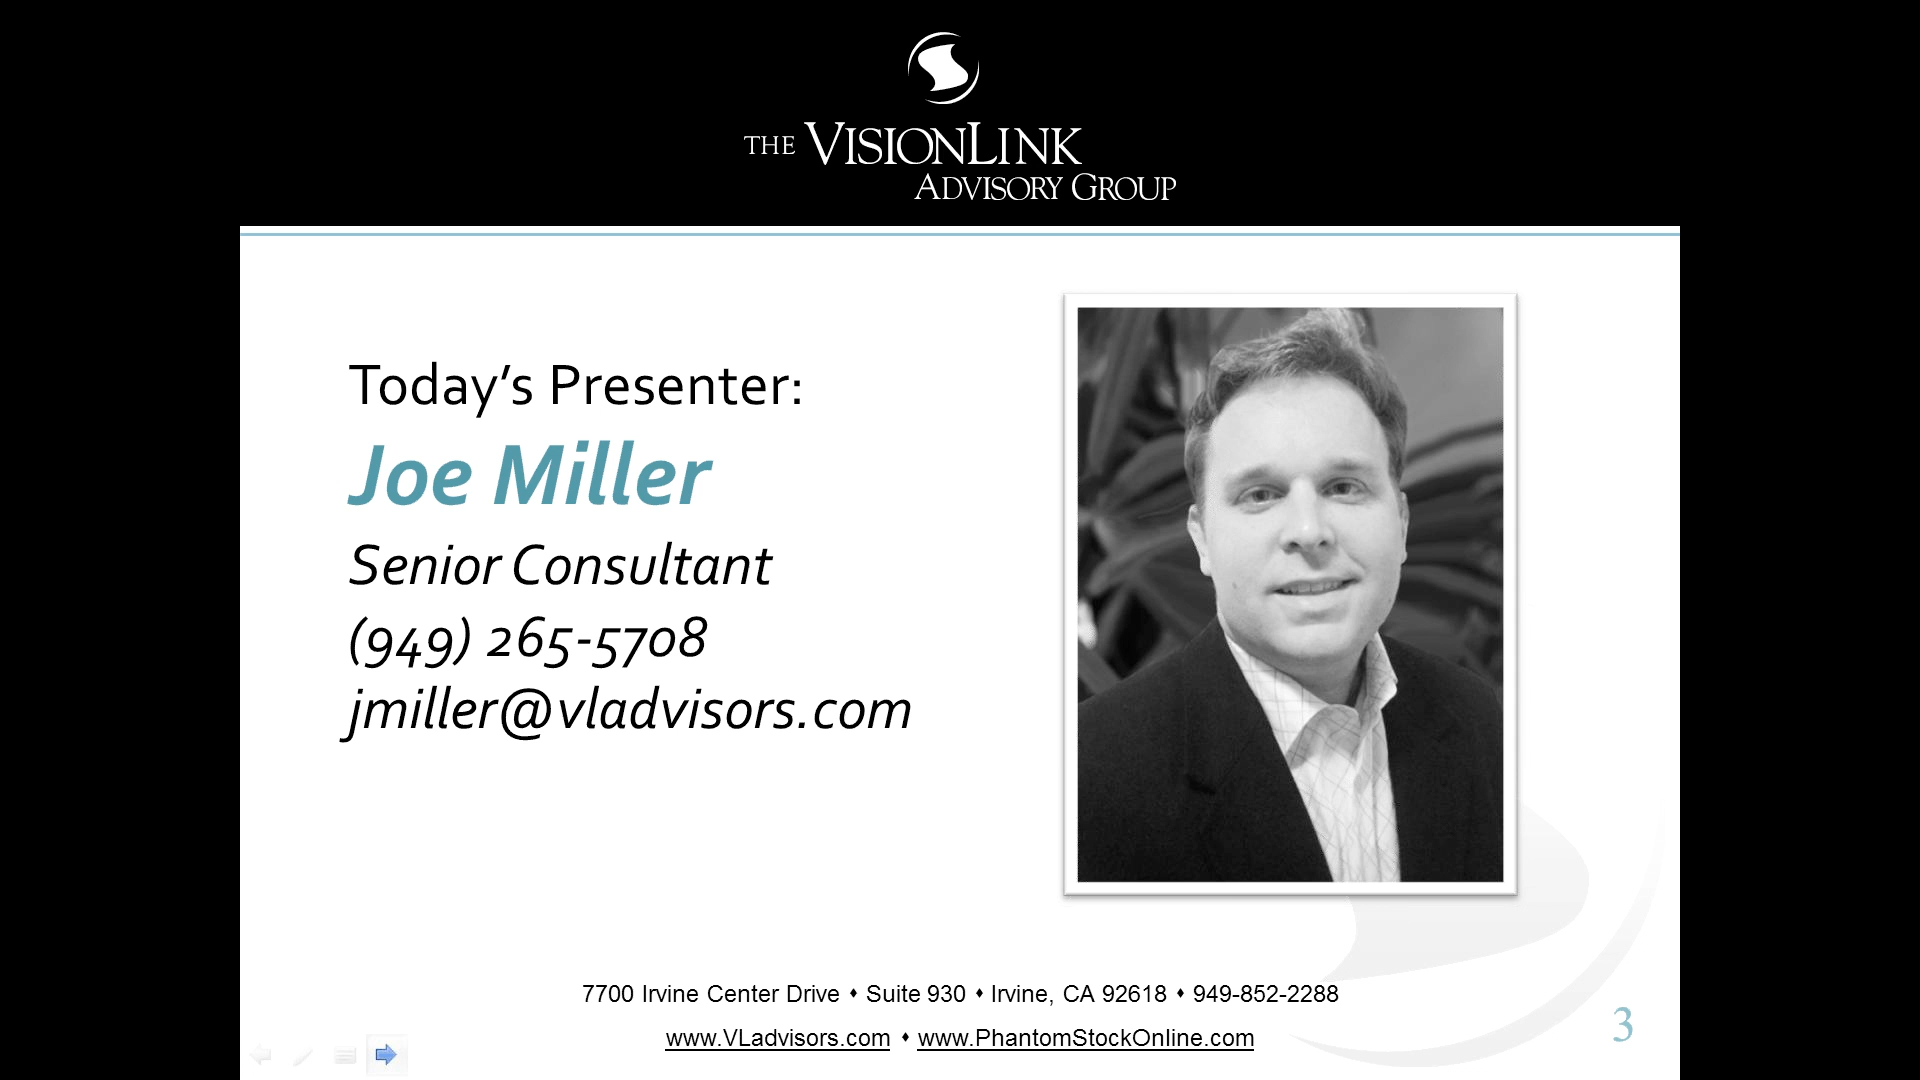 THE VISIONLINK
ADVISORY GROUP
Today’s Presenter:
Joe Miller
Senior Consultant
(949) 265-5708
jmiller@vladvisors.com
7700 Irvine Center Drive ⬧ Suite 930 ⬧ Irvine, CA 92618 ⬧ 949-852-2288
www.VLadvisors.com ⬧ www.PhantomStockOnline.com
3